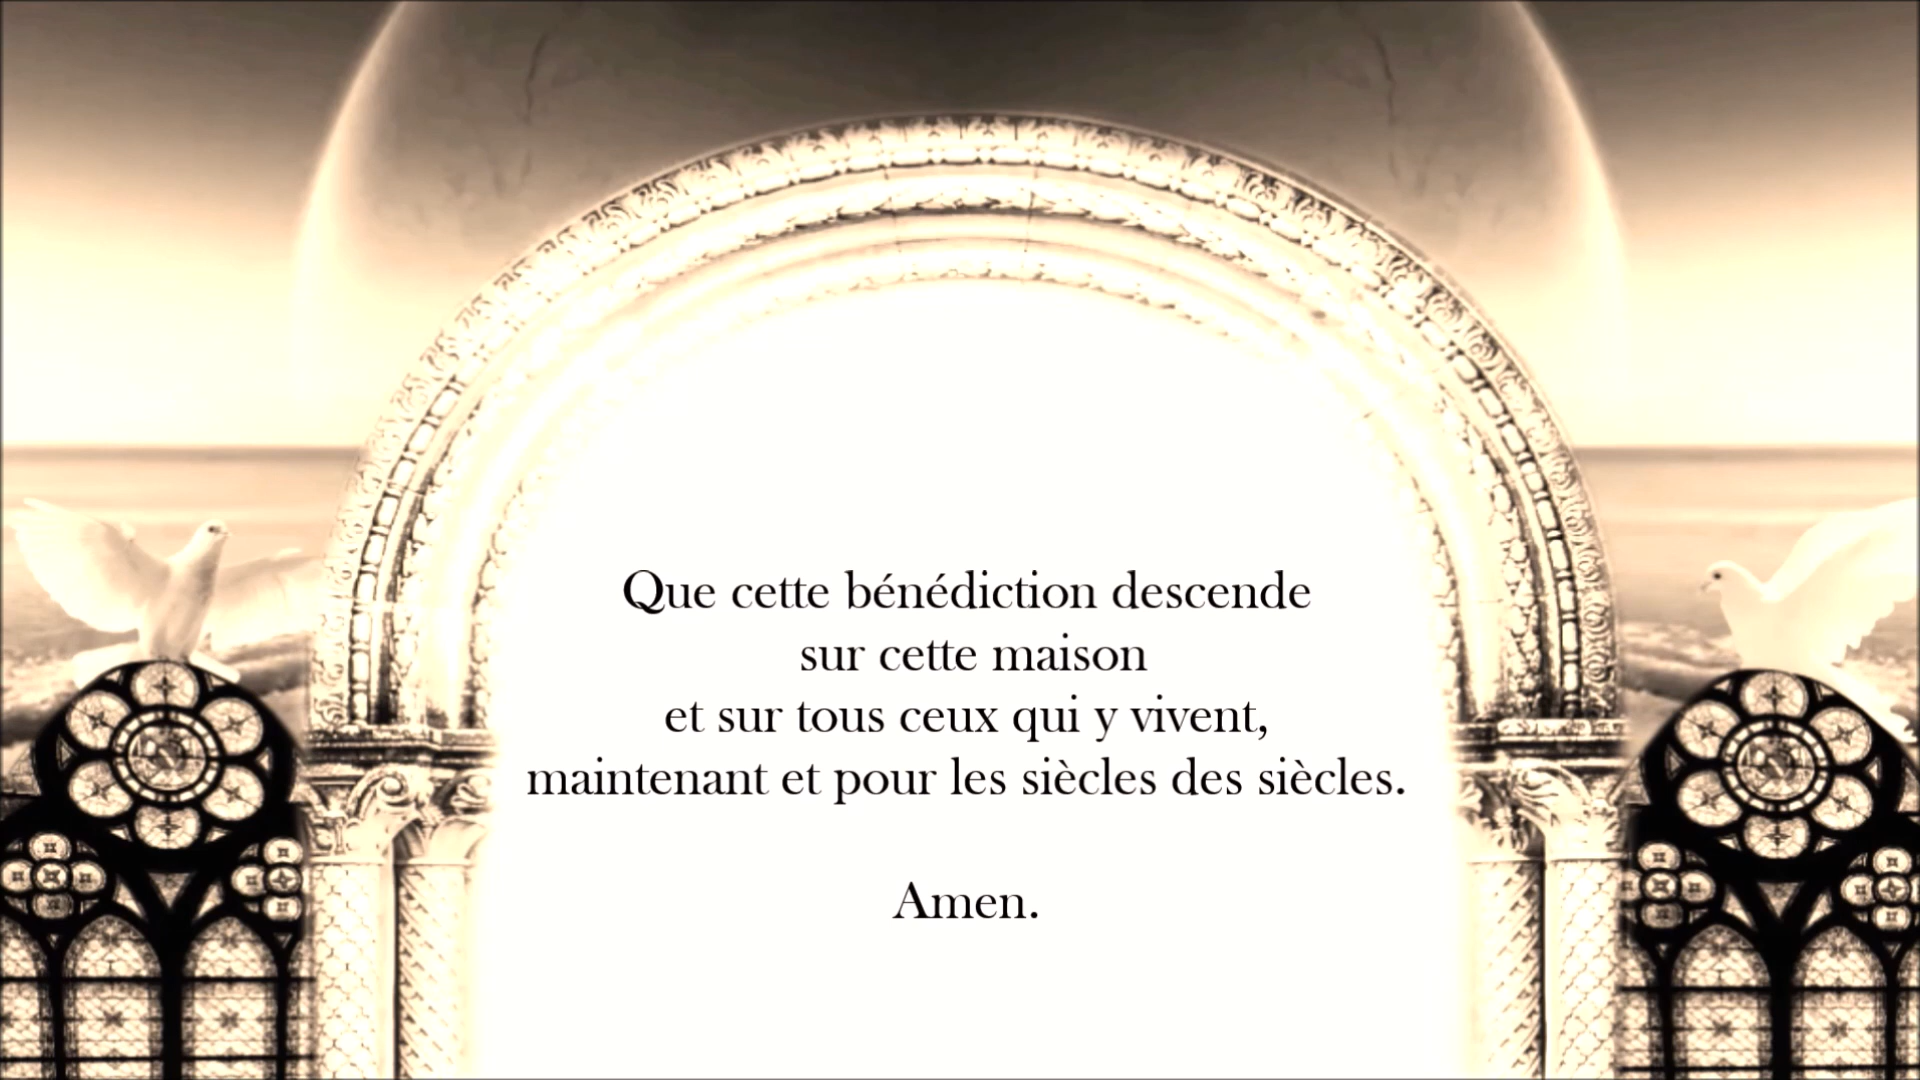 Que cette bénédiction descende
sur cette maison
et sur tous ceux qui y vivent,
maintenant et pour les siècles des siècles.
Amen.